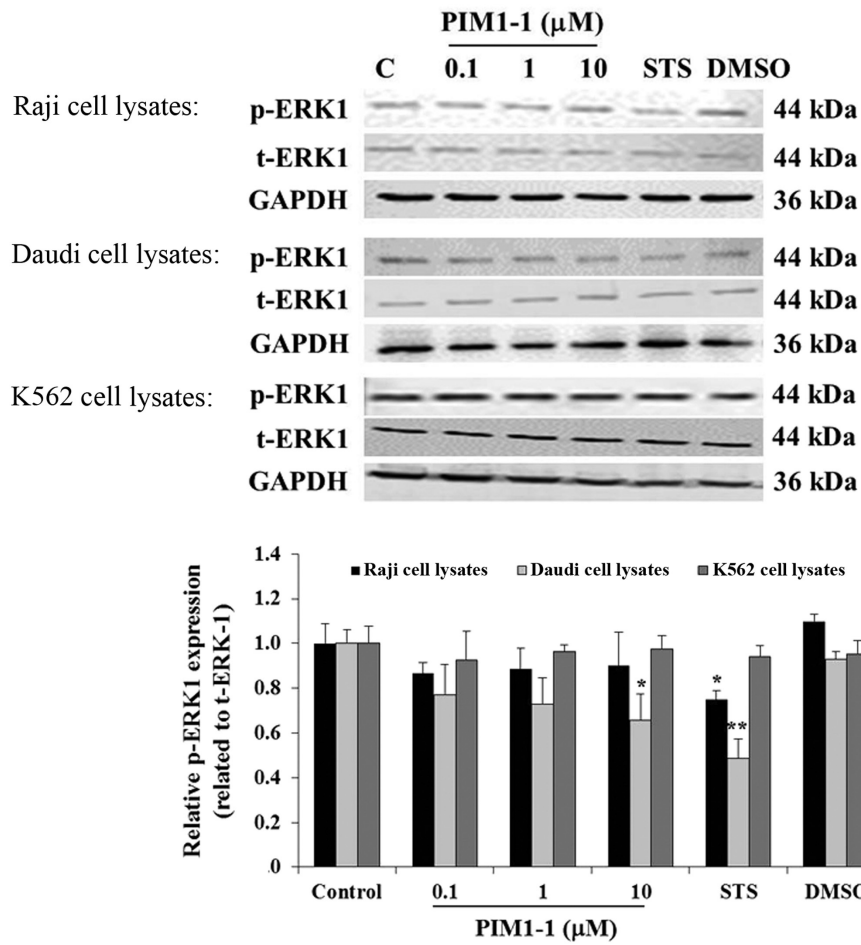 PIM1-1 (μM)
C 0.1 1 10 STS DMSO
Raji cell lysates: p-ERK1 44 kDa
t-ERK1 44 kDa
GAPDH 36 kDa
Daudi cell lysates: p-ERK1 44 kDa
t-ERK1 44 kDa
GAPDH 36 kDa
K562 cell lysates: p-ERK1 44 kDa
t-ERK1 44 kDa
GAPDH 36 kDa
Relative p-ERK1 expression
(related to t-ERK-1)
1.4
1.2
1.0
0.8
0.6
0.4
0.2
.0
Raji cell lysates Daudi cell lysates K562 cell lysates
*
*
**
Control 0.1 1 10 STS DMSO
PIM1-1 (μM)